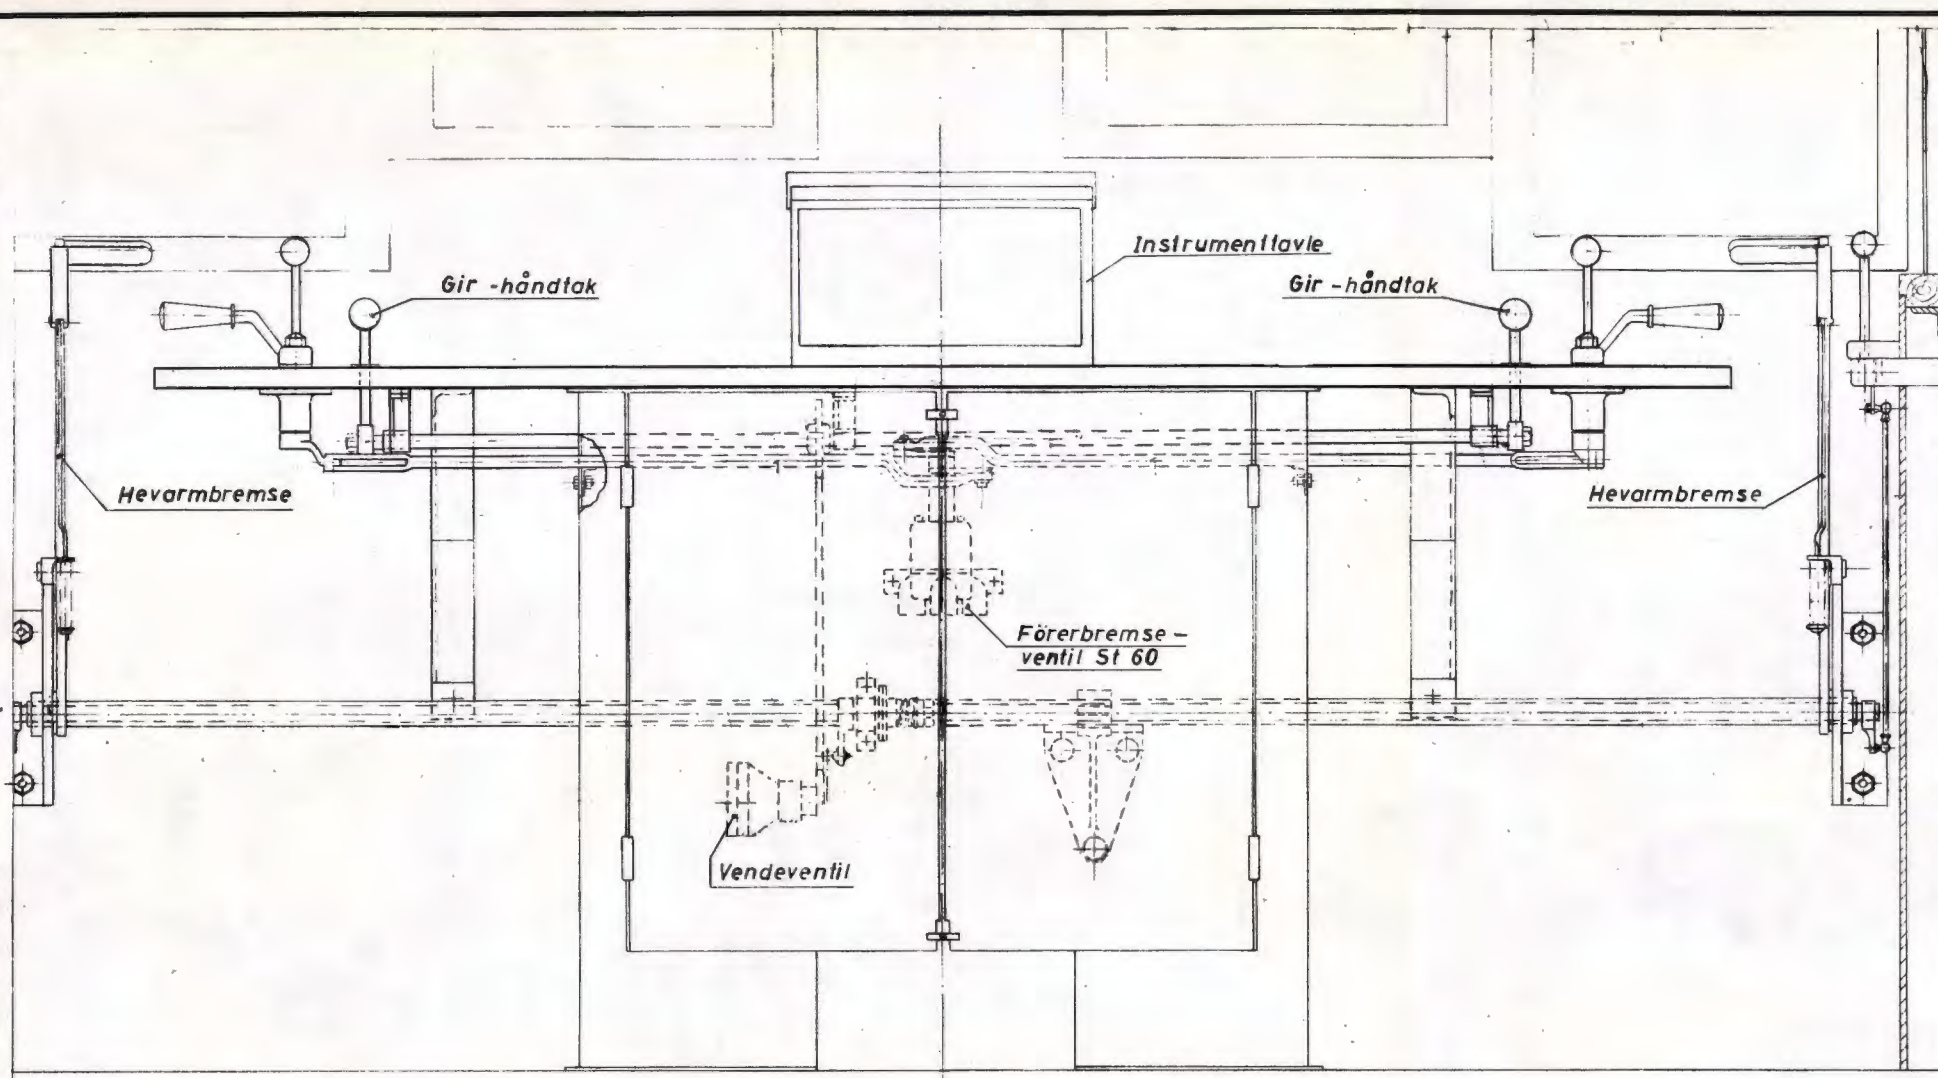 Instrumenttavle
Gir-håndtak
Gir-håndtak
Hevarmbremse
Hevarmbremse
Förerbremse-
ventil St 60
Vendeventil